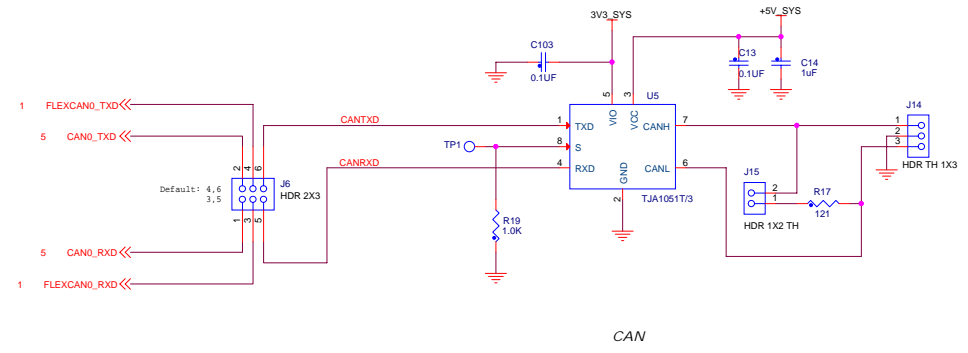 3V3_SYS
+5V_SYS
C103
0.1UF
C13
0.1UF
C14
1uF
5
3
U5
1 FLEXCAN0_TXD
CANTXD
1
TXD
VIO
VCC
CANH
7
J14
1
2
3
HDR TH 1X3
5 CAN0_TXD
TP1
8
S
CANRXD
4
RXD
GND
CANL
6
2
TJA1051T/3
2 4 6
J6
HDR 2X3
Default: 4,6
3,5
1 3 5
J15
2
1
HDR 1X2 TH
R17
121
R19
1.0K
5 CAN0_RXD
1 FLEXCAN0_RXD
CAN